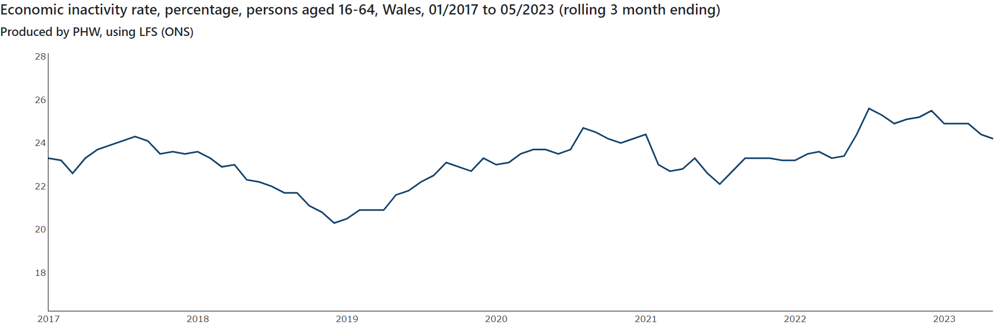 Economic inactivity rate, percentage, persons aged 16-64, Wales, 01/2017 to 05/2023 (rolling 3 month ending)
Produced by PHW, using LFS (ONS)
28
26
24
22
20
18
2017 2018 2019 2020 2021 2022 2023